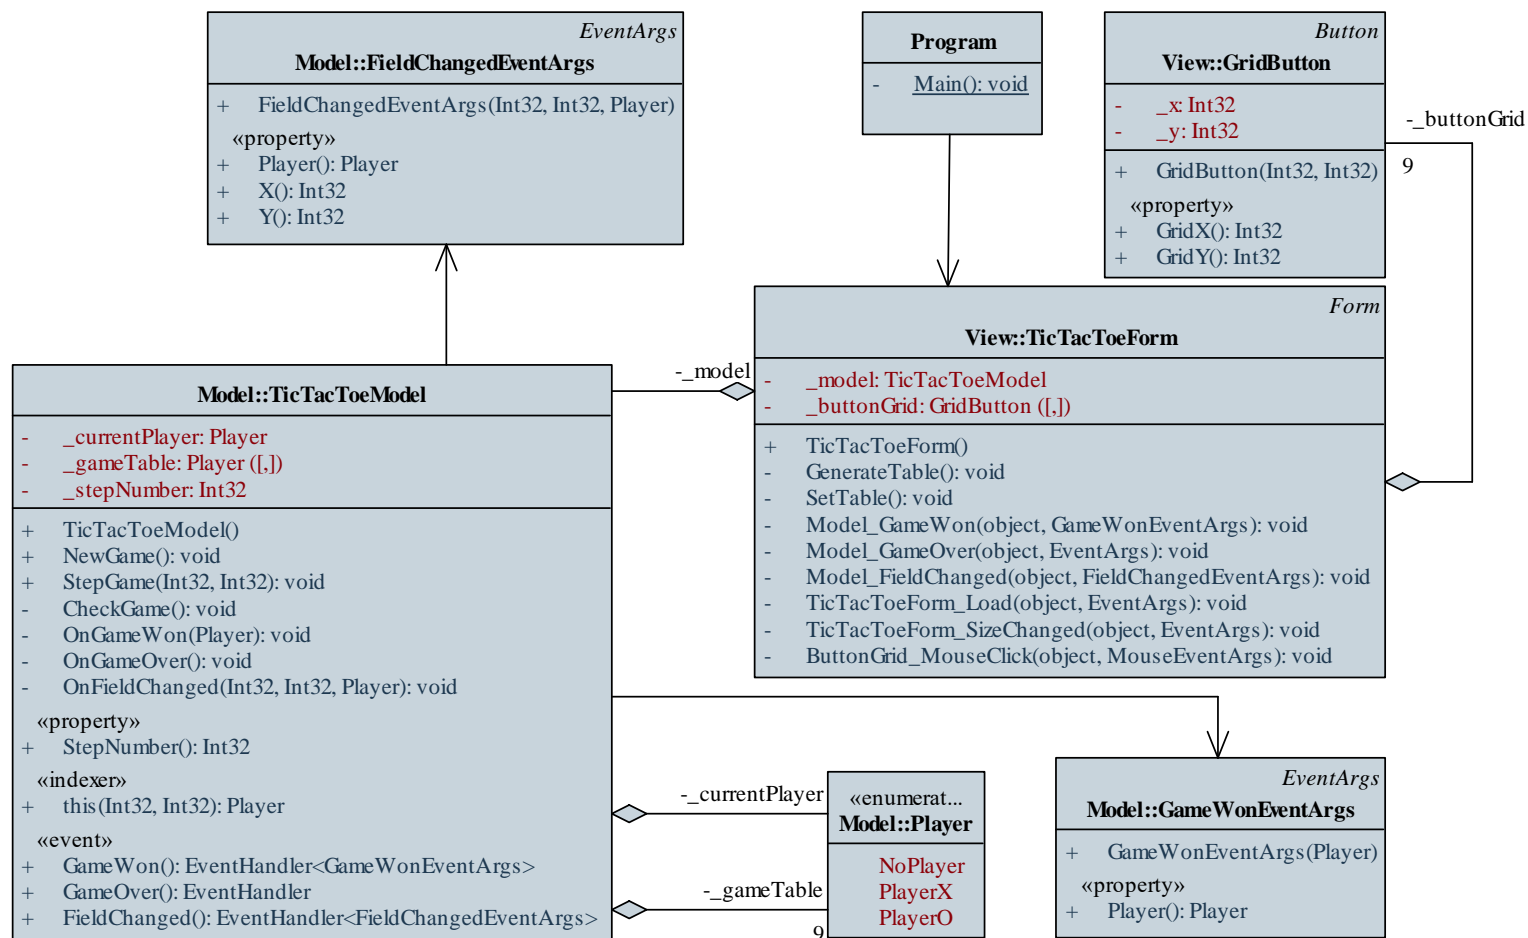 EventArgs
Model::FieldChangedEventArgs
+ FieldChangedEventArgs(Int32, Int32, Player)
«property»
+ Player(): Player
+ X(): Int32
+ Y(): Int32
Program
- Main(): void
Button
View::GridButton
- _x: Int32
- _y: Int32
+ GridButton(Int32, Int32)
«property»
+ GridX(): Int32
+ GridY(): Int32
-_buttonGrid
9
Form
View::TicTacToeForm
- _model: TicTacToeModel
- _buttonGrid: GridButton ([,])
+ TicTacToeForm()
- GenerateTable(): void
- SetTable(): void
- Model_GameWon(object, GameWonEventArgs): void
- Model_GameOver(object, EventArgs): void
- Model_FieldChanged(object, FieldChangedEventArgs): void
- TicTacToeForm_Load(object, EventArgs): void
- TicTacToeForm_SizeChanged(object, EventArgs): void
- ButtonGrid_MouseClick(object, MouseEventArgs): void
-_model
Model::TicTacToeModel
- _currentPlayer: Player
- _gameTable: Player ([,])
- _stepNumber: Int32
+ TicTacToeModel()
+ NewGame(): void
+ StepGame(Int32, Int32): void
- CheckGame(): void
- OnGameWon(Player): void
- OnGameOver(): void
- OnFieldChanged(Int32, Int32, Player): void
«property»
+ StepNumber(): Int32
«indexer»
+ this(Int32, Int32): Player
«event»
+ GameWon(): EventHandler<GameWonEventArgs>
+ GameOver(): EventHandler
+ FieldChanged(): EventHandler<FieldChangedEventArgs>
-_currentPlayer
-_gameTable
9
«enumerat...
Model::Player
NoPlayer
PlayerX
PlayerO
EventArgs
Model::GameWonEventArgs
+ GameWonEventArgs(Player)
«property»
+ Player(): Player